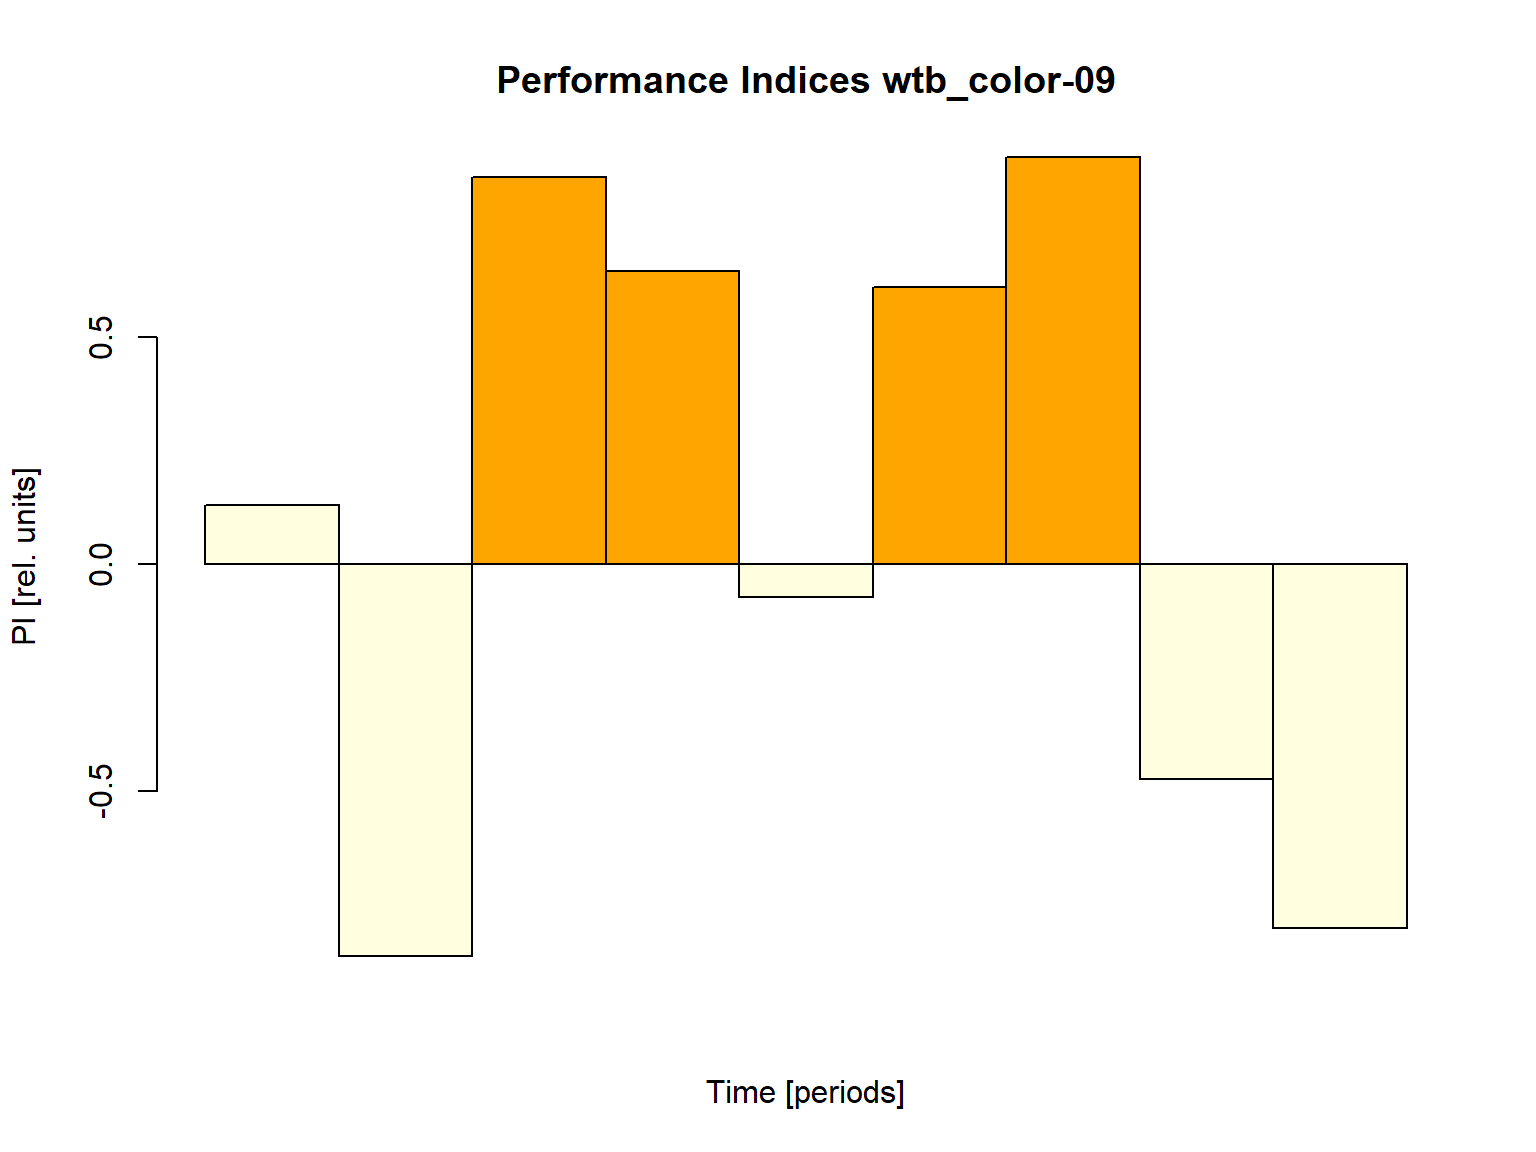 Performance Indices wtb_color-09
PI [rel. units]
0.5
0.0
-0.5
Time [periods]